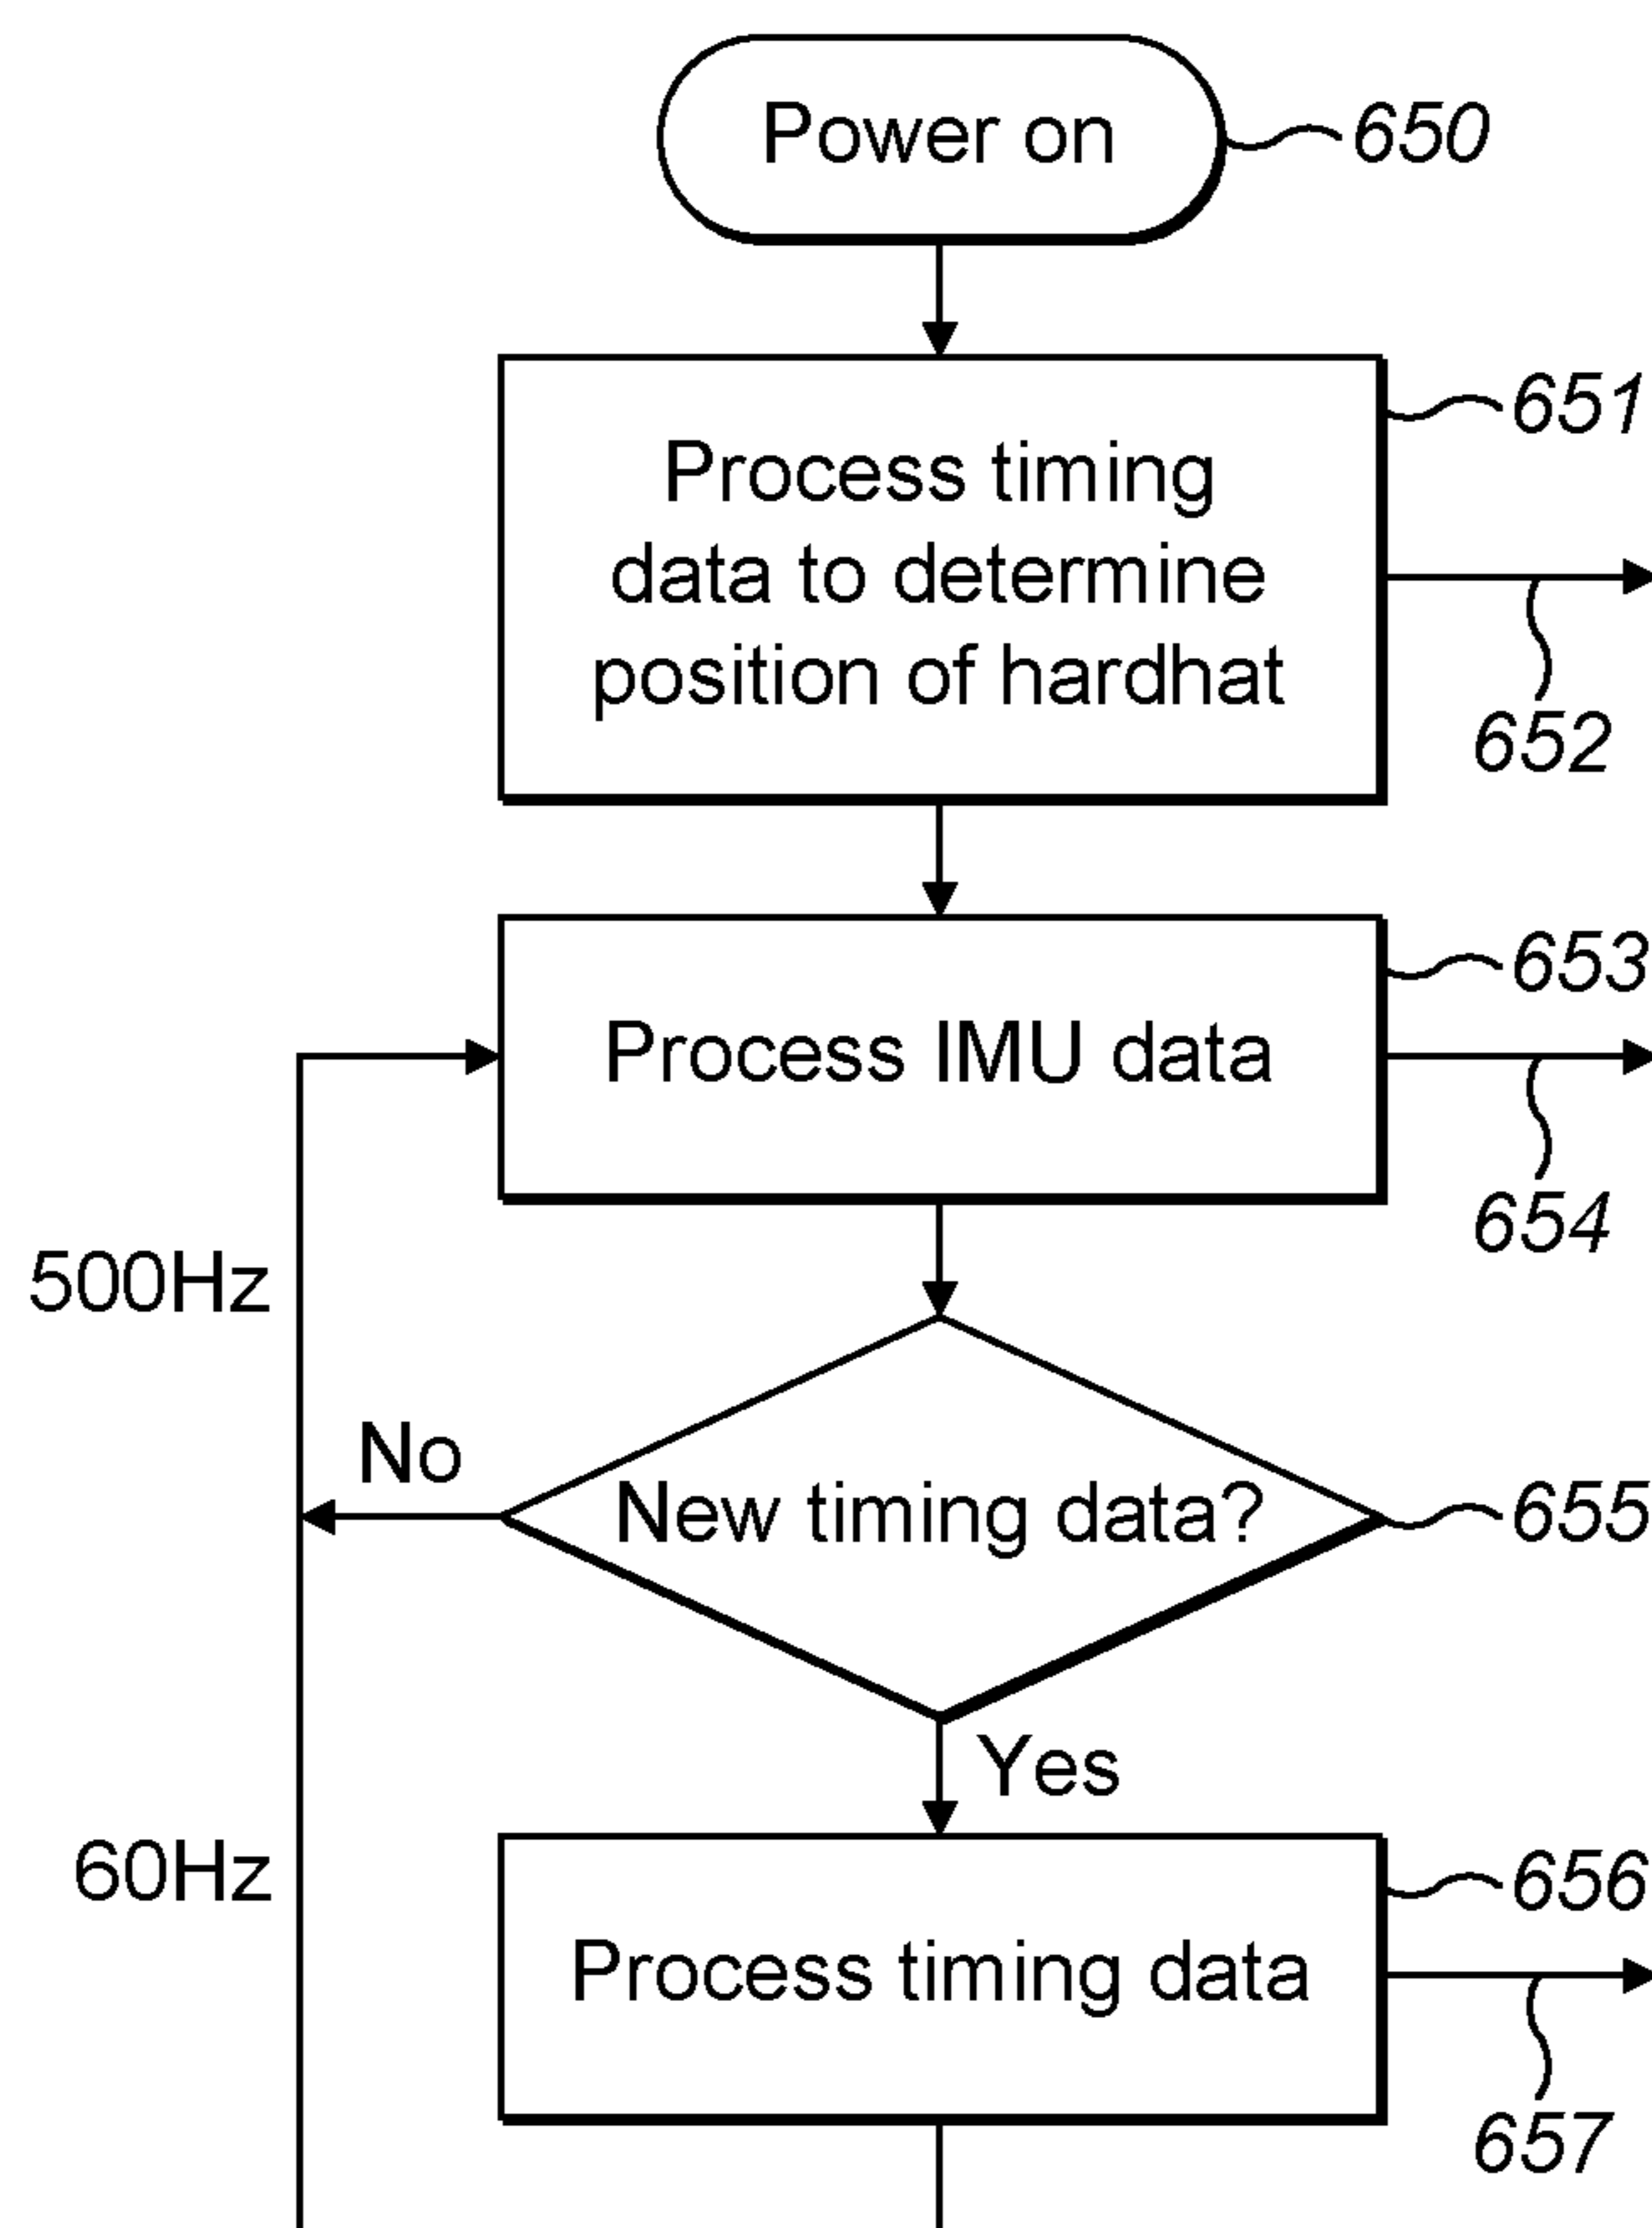 Power on
650
651
Process timing
data to determine
position of hardhat
652
653
Process IMU data
654
500Hz
No
New timing data?
655
Yes
60Hz
656
Process timing data
657